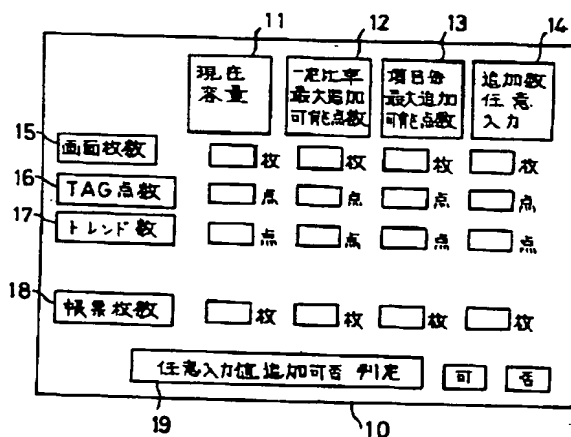 11 12 13 14
現在 一定比率 項目毎 追加数
容量 最大追加 最大追加 任意
可能点数 可能点数 入力
15
画面枚数 枚 枚 枚 枚
16
TAG点数 点 点 点 点
17
トレンド数 点 点 点 点
18
帳票枚数 枚 枚 枚 枚
任意入力値追加可否判定 可 否
19 10